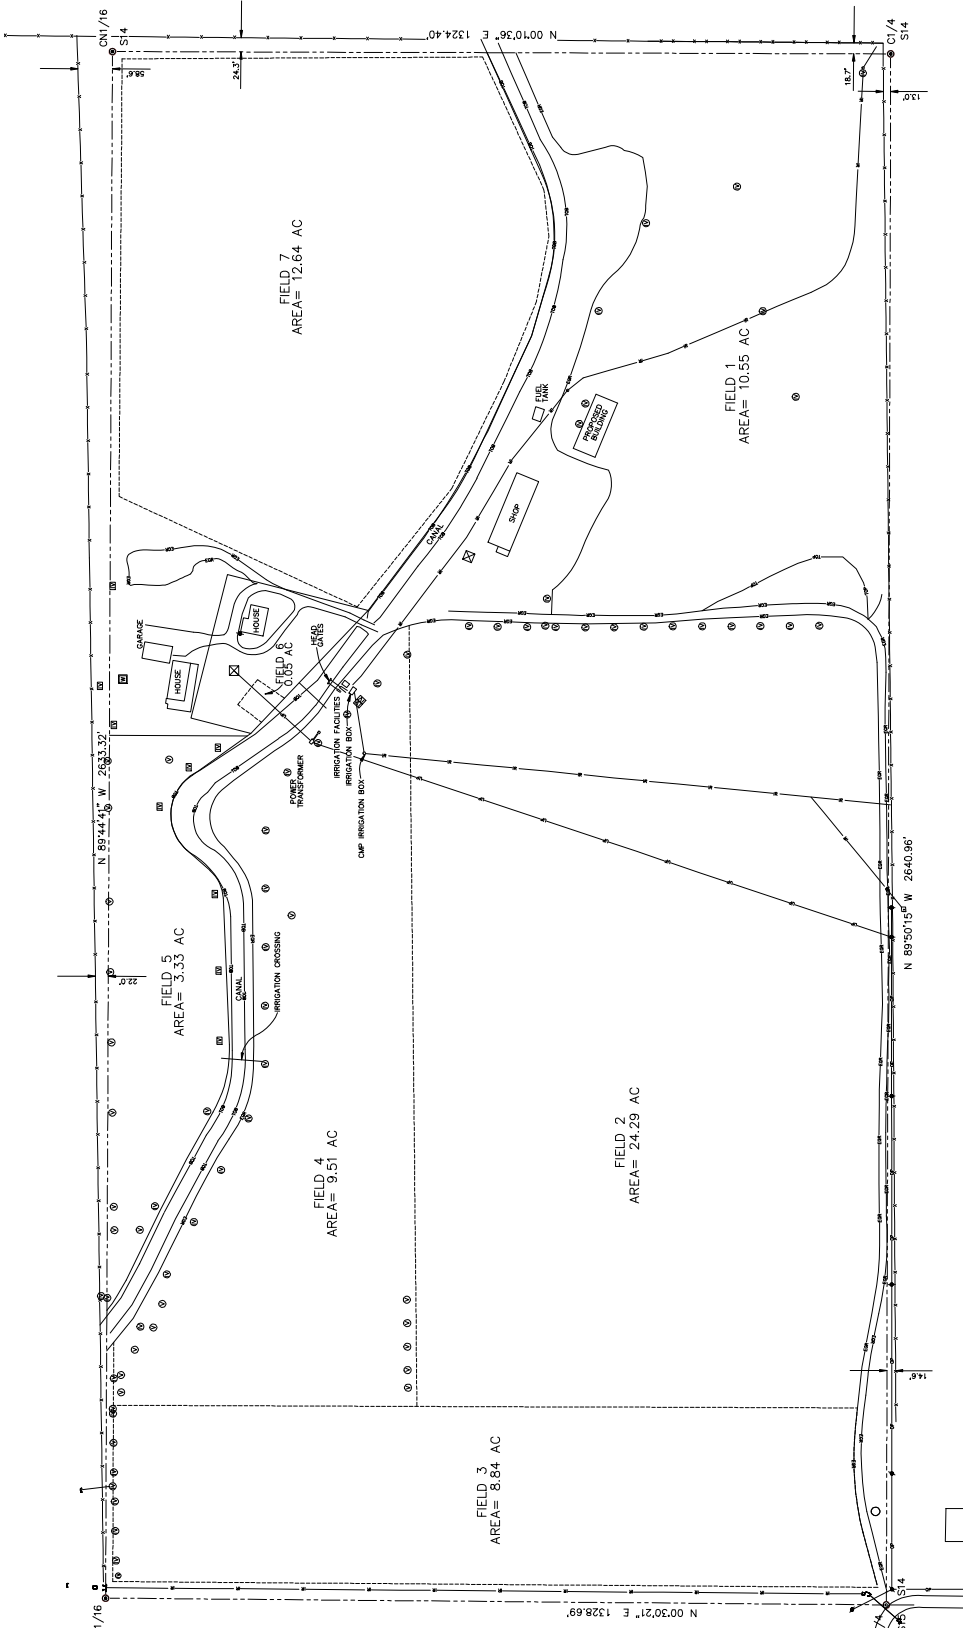 CN1/16
S14
N 00°10'36" E 1324.40'
C1/4
S14
58.6'
24.3'
18.7'
13.0'
FIELD 7
AREA= 12.64 AC
FUEL
TANK
PROPOSED
BUILDING
FIELD 1
AREA= 10.55 AC
SHOP
CANAL
GARAGE
HOUSE
HOUSE
HEAD
GATES
FIELD 6
0.05 AC
IRRIGATION FACILITIES
IRRIGATION BOX
CMP IRRIGATION BOX
POWER
TRANSFORMER
N 89°44'41" W 2633.32'
N 89°50'15" W 2640.96'
FIELD 5
AREA= 3.33 AC
22.0'
CANAL
IRRIGATION CROSSING
FIELD 4
AREA= 9.51 AC
FIELD 2
AREA= 24.29 AC
14.6'
FIELD 3
AREA= 8.84 AC
1/16
N 00°30'21" E 1328.69'
S14
S15